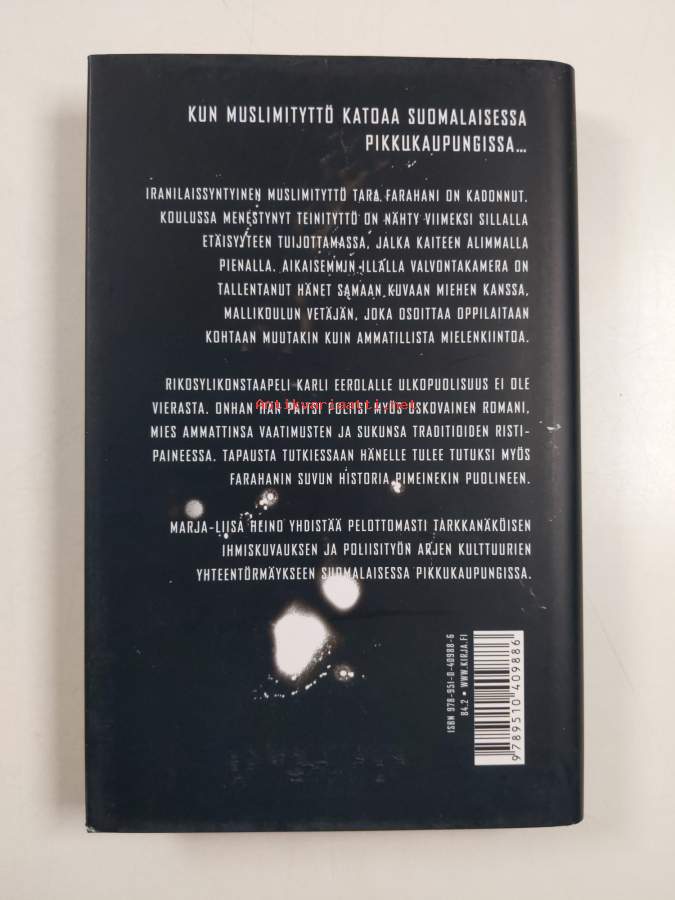 KUN MUSLIMITYTTÖ KATOAA SUOMALAISESSA
PIKKUKAUPUNGISSA...
IRANILAISSYNTYINEN MUSLIMITYTTÖ TARA FARAHANI ON KADONNUT.
KOULUSSA MENESTYNYT TEINITYTTÖ ON NÄHTY VIIMEKSI SILLALLA
ETÄISYYTEEN TUIJOTTAMASSA, JALKA KAITEEN ALIMMALLA
PIENALLA. AIKAISEMMIN ILLALLA VALVONTAKAMERA ON
TALLENTANUT HÄNET SAMAAN KUVAAN MIEHEN KANSSA,
MALLIKOULUN VETÄJÄN, JOKA OSOITTAA OPPILAITAAN
KOHTAAN MUUTAKIN KUIN AMMATILLISTA MIELENKIINTOA.
RIKOSYLIKONSTAAPELI KARLI EEROLALLE ULKOPUOLISUUS EI OLE
VIERASTA. ONHAN HÄN PAITSI POLIISI MYÖS USKOVAINEN ROMANI,
Antikvariaatti.net
MIES AMMATTINSA VAATIMUSTEN JA SUKUNSA TRADITIOIDEN RISTI-
PAINEESSA. TAPAUSTA TUTKIESSAAN HÄNELLE TULEE TUTUKSI MYÖS
FARAHANIN SUVUN HISTORIA PIMEINEKIN PUOLINEEN.
MARJA-LIISA HEINO YHDISTÄÄ PELOTTOMASTI TARKKANÄKÖISEN
IHMISKUVAUKSEN JA POLIISITYÖN ARJEN KULTTUURIEN
YHTEENTÖRMÄYKSEEN SUOMALAISESSA PIKKUKAUPUNGISSA.
ISBN 978-951-0-40988-6
84.2 • WWW.KIRJA.FI
9 789510 409886